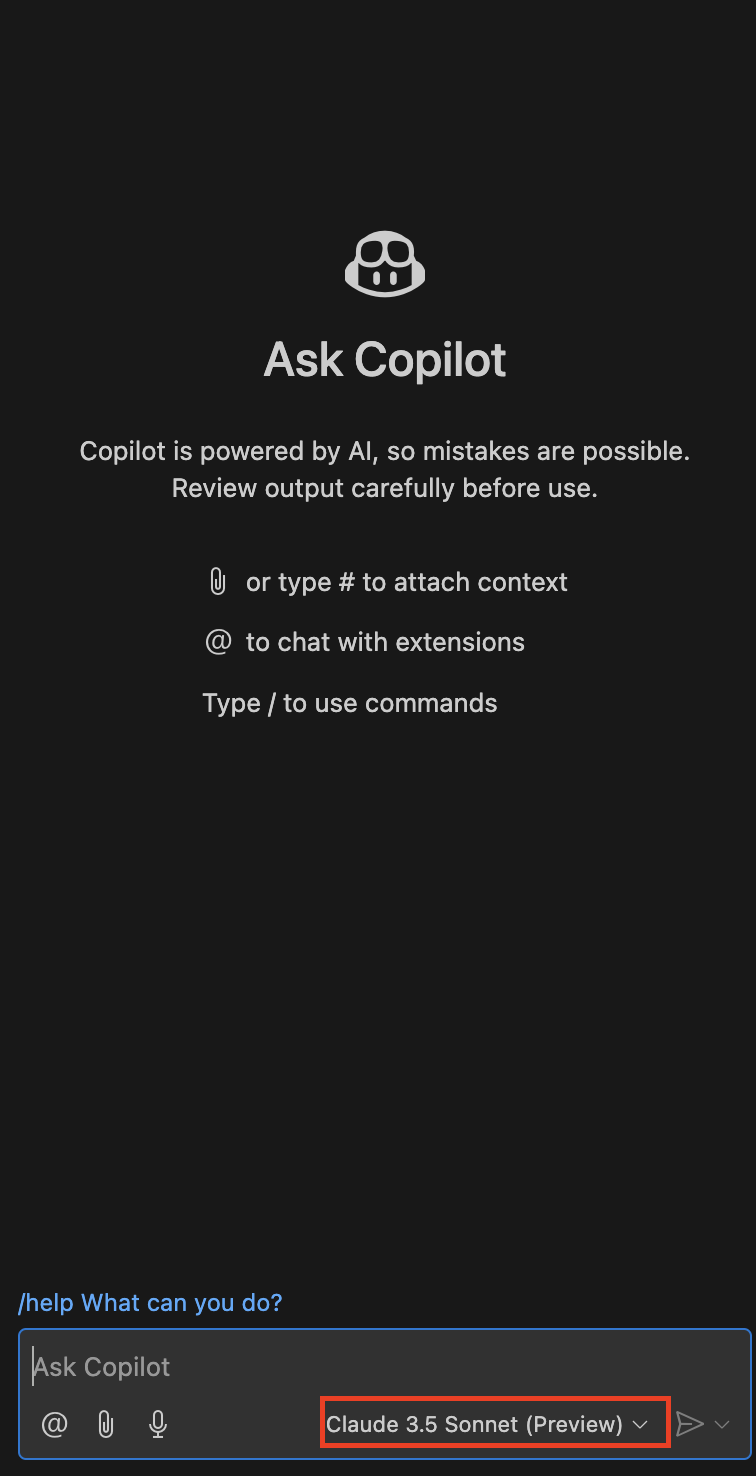 Ask Copilot
Copilot is powered by AI, so mistakes are possible.
Review output carefully before use.
or type # to attach context
@ to chat with extensions
Type / to use commands
/help What can you do?
Ask Copilot
@
Claude 3.5 Sonnet (Preview)